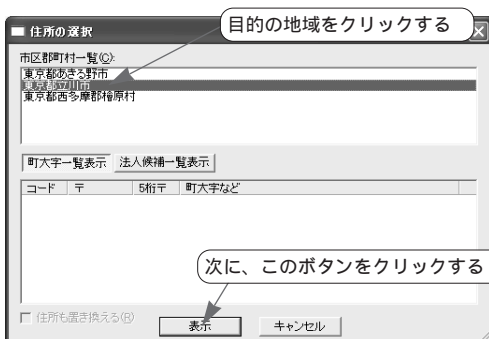 住所の選択
目的の地域をクリックする
市区郡町村一覧(C):
東京都あきる野市
東京都立川市
東京都西多摩郡檜原村
町大字一覧表示 法人候補一覧表示
コード 〒 5桁〒 町大字など
次に、このボタンをクリックする
住所も置き換える(R)
表示 キャンセル